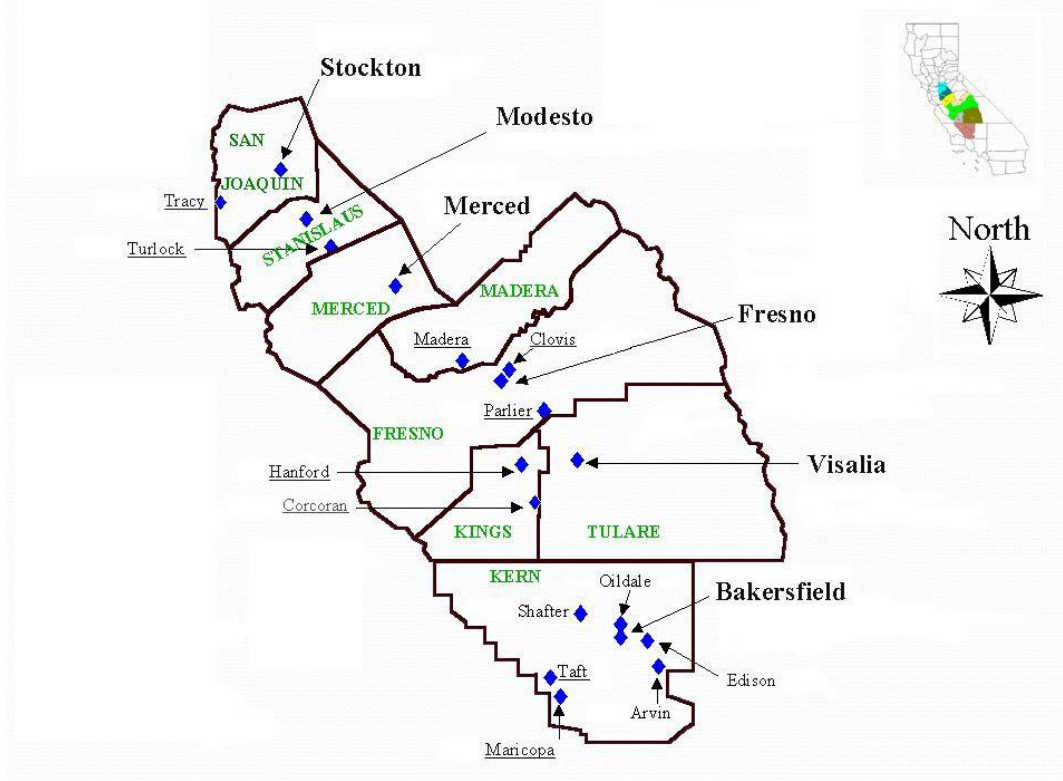 Stockton
Modesto
SAN
JOAQUIN
Tracy
Merced
STANISLAUS
Turlock
North
MADERA
MERCED
Fresno
Madera
Clovis
Parlier
FRESNO
Visalia
Hanford
Corcoran
KINGS
TULARE
KERN
Oildale
Bakersfield
Shafter
Taft
Edison
Arvin
Maricopa